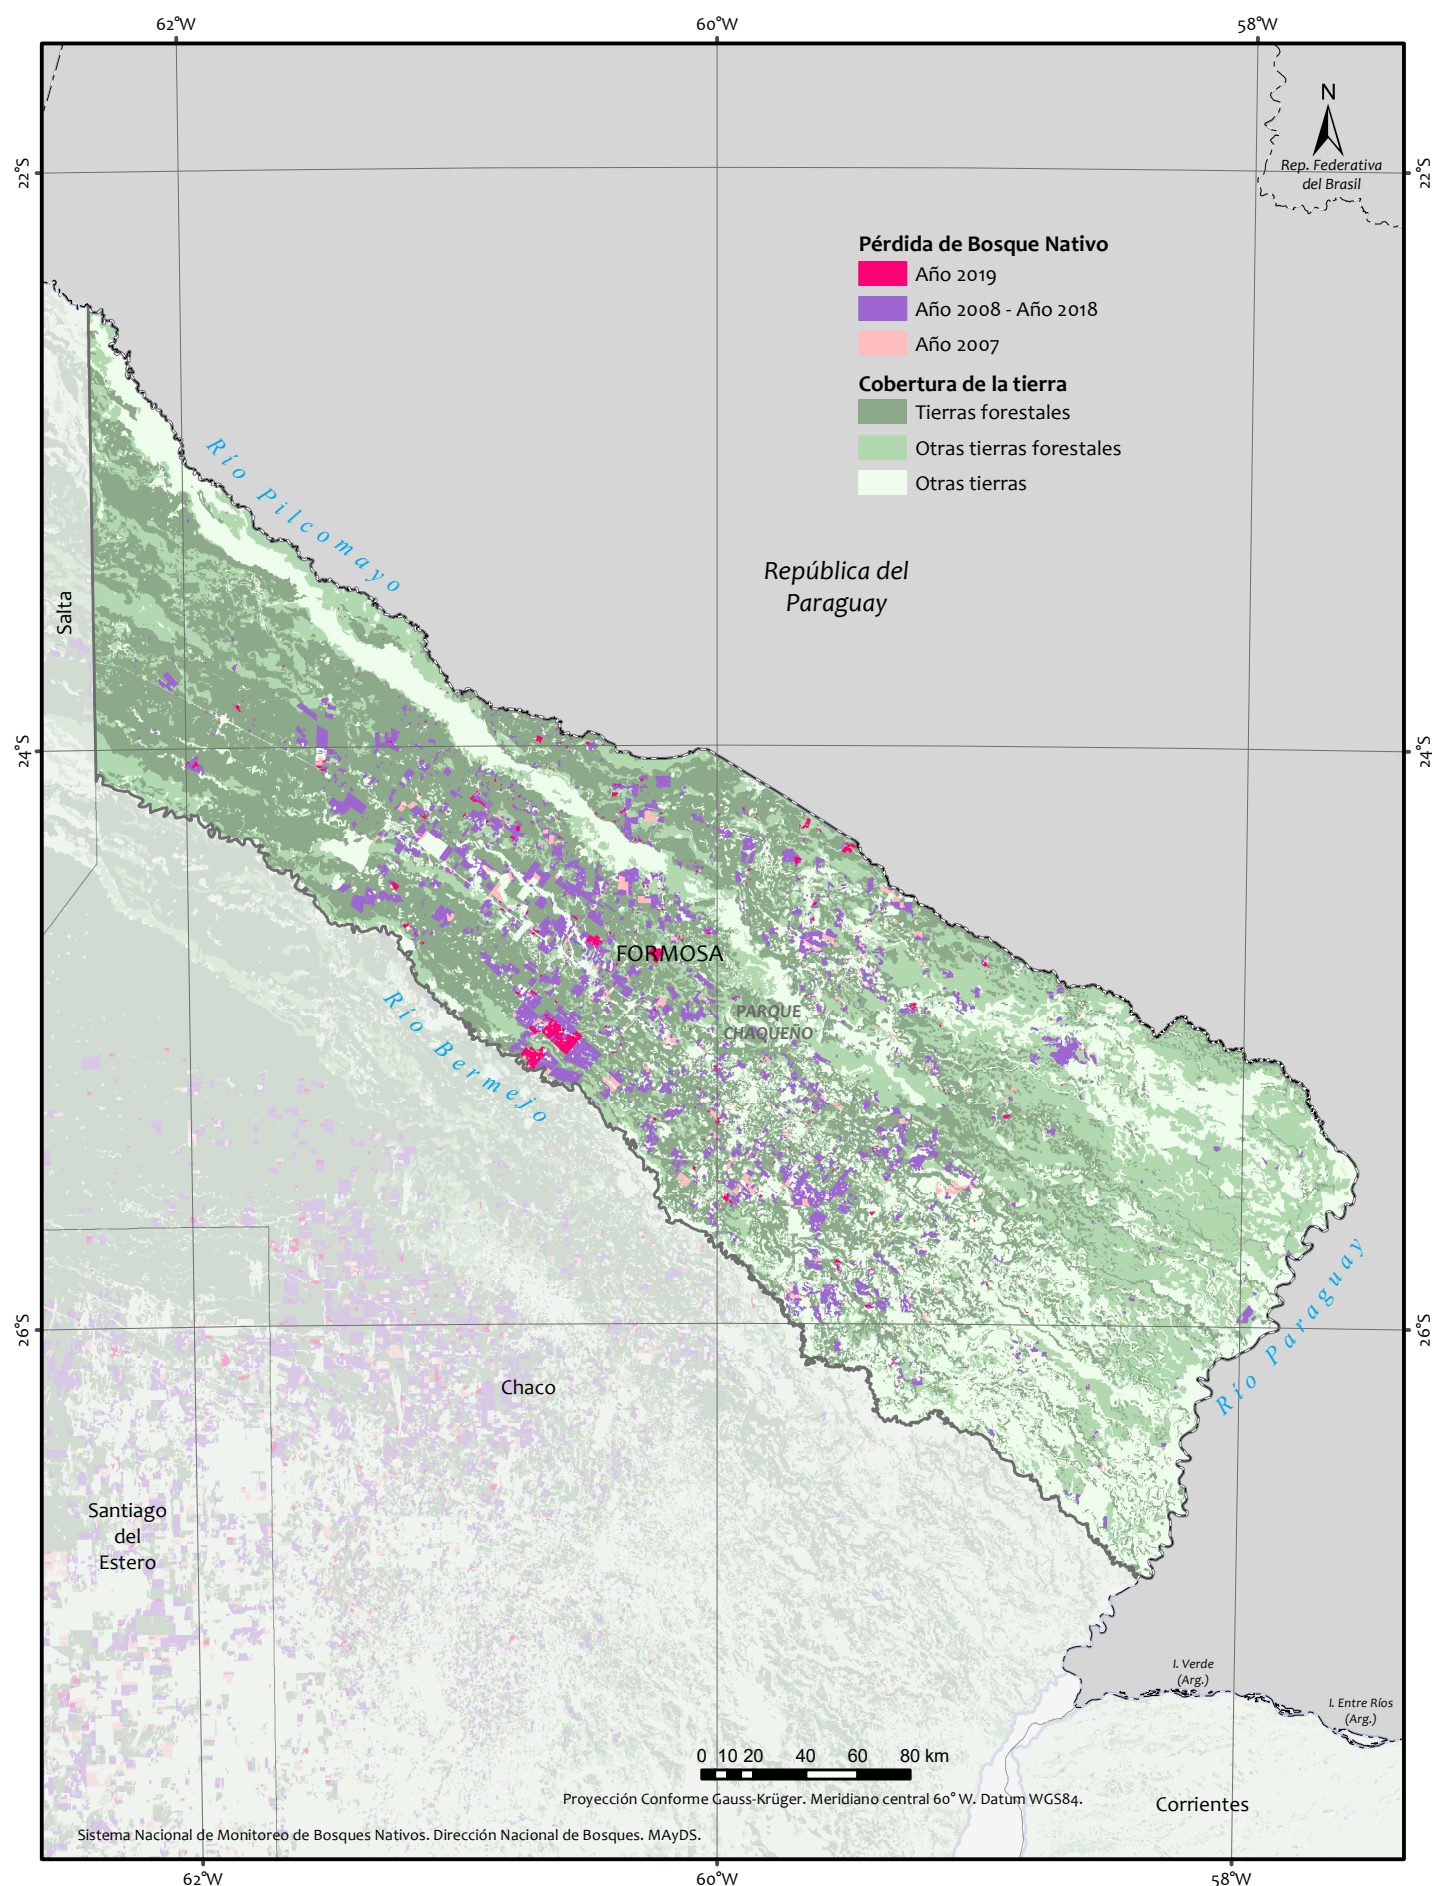 62°W
60°W
58°W
N
Rep. Federativa
del Brasil
22°S
22°S
Pérdida de Bosque Nativo
Año 2019
Año 2008 - Año 2018
Año 2007
Cobertura de la tierra
Tierras forestales
Otras tierras forestales
Otras tierras
Río Pilcomayo
República del
Paraguay
Salta
24°S
24°S
FORMOSA
PARQUE
CHAQUEÑO
Río Bermejo
Río Paraguay
26°S
26°S
Chaco
Santiago
del
Estero
I. Verde
(Arg.)
I. Entre Ríos
(Arg.)
0 10 20 40 60 80 km
Proyección Conforme Gauss-Krüger. Meridiano central 60° W. Datum WGS84.
Corrientes
Sistema Nacional de Monitoreo de Bosques Nativos. Dirección Nacional de Bosques. MAyDS.
62°W
60°W
58°W